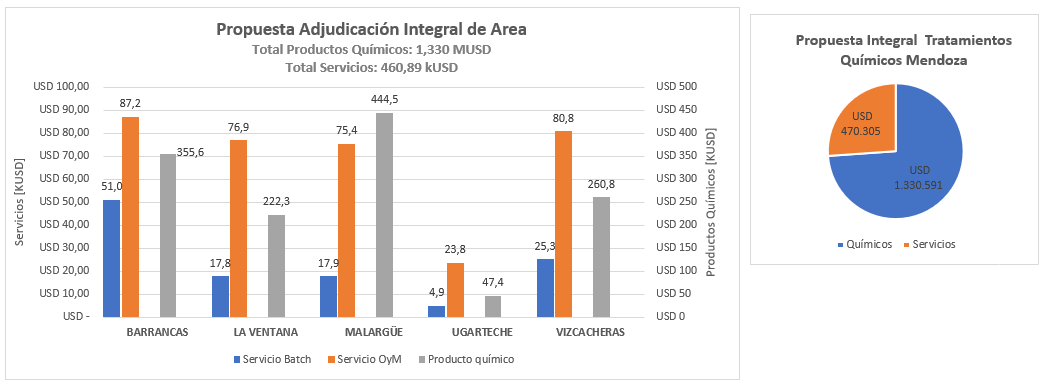 Propuesta Adjudicación Integral de Area
Total Productos Químicos: 1,330 MUSD
Total Servicios: 460,89 kUSD
Servicios [KUSD]
USD 100,00
USD 90,00
USD 80,00
USD 70,00
USD 60,00
USD 50,00
USD 40,00
USD 30,00
USD 20,00
USD 10,00
USD -
51,0
87,2
355,6
17,8
76,9
222,3
17,9
75,4
444,5
4,9
23,8
47,4
25,3
80,8
260,8
USD 500
USD 450
USD 400
USD 350
USD 300
USD 250
USD 200
USD 150
USD 100
USD 50
USD 0
Productos Químicos [KUSD]
BARRANCAS
LA VENTANA
MALARGÜE
UGARTECHE
VIZCACHERAS
Servicio Batch
Servicio OyM
Producto químico
Propuesta Integral Tratamientos
Químicos Mendoza
USD
470.305
USD
1.330.591
Químicos
Servicios